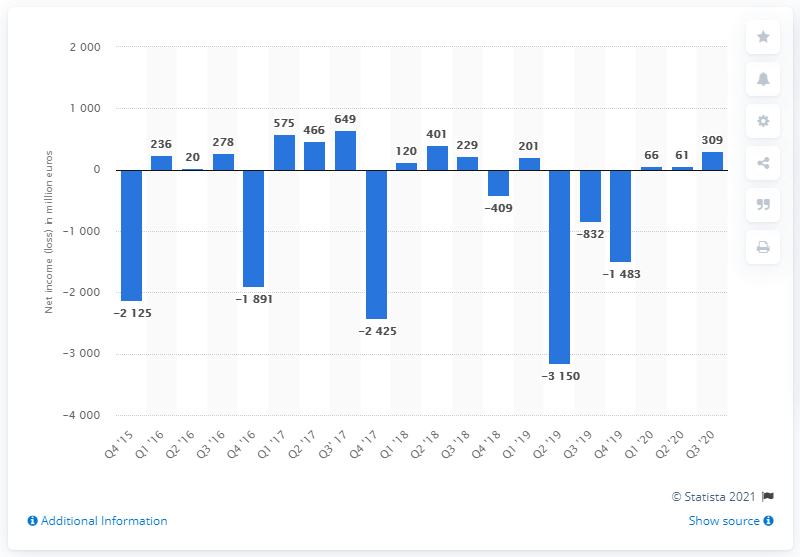 2 000
1 000
0
−1 000
−2 000
−3 000
−4 000
Net income (loss) in million euros
−2 125
236
20
278
−1 891
575
466
649
−2 425
120
401
229
−409
201
−3 150
−832
−1 483
66
61
309
Q4 '15
Q1 '16
Q2 '16
Q3 '16
Q4 '16
Q1 '17
Q2 '17
Q3' 17
Q4 '17
Q1 '18
Q2 '18
Q3 '18
Q4 '18
Q1 '19
Q2 '19
Q3 '19
Q4 '19
Q1 '20
Q2 '20
Q3 '20
© Statista 2021
Additional Information
Show source